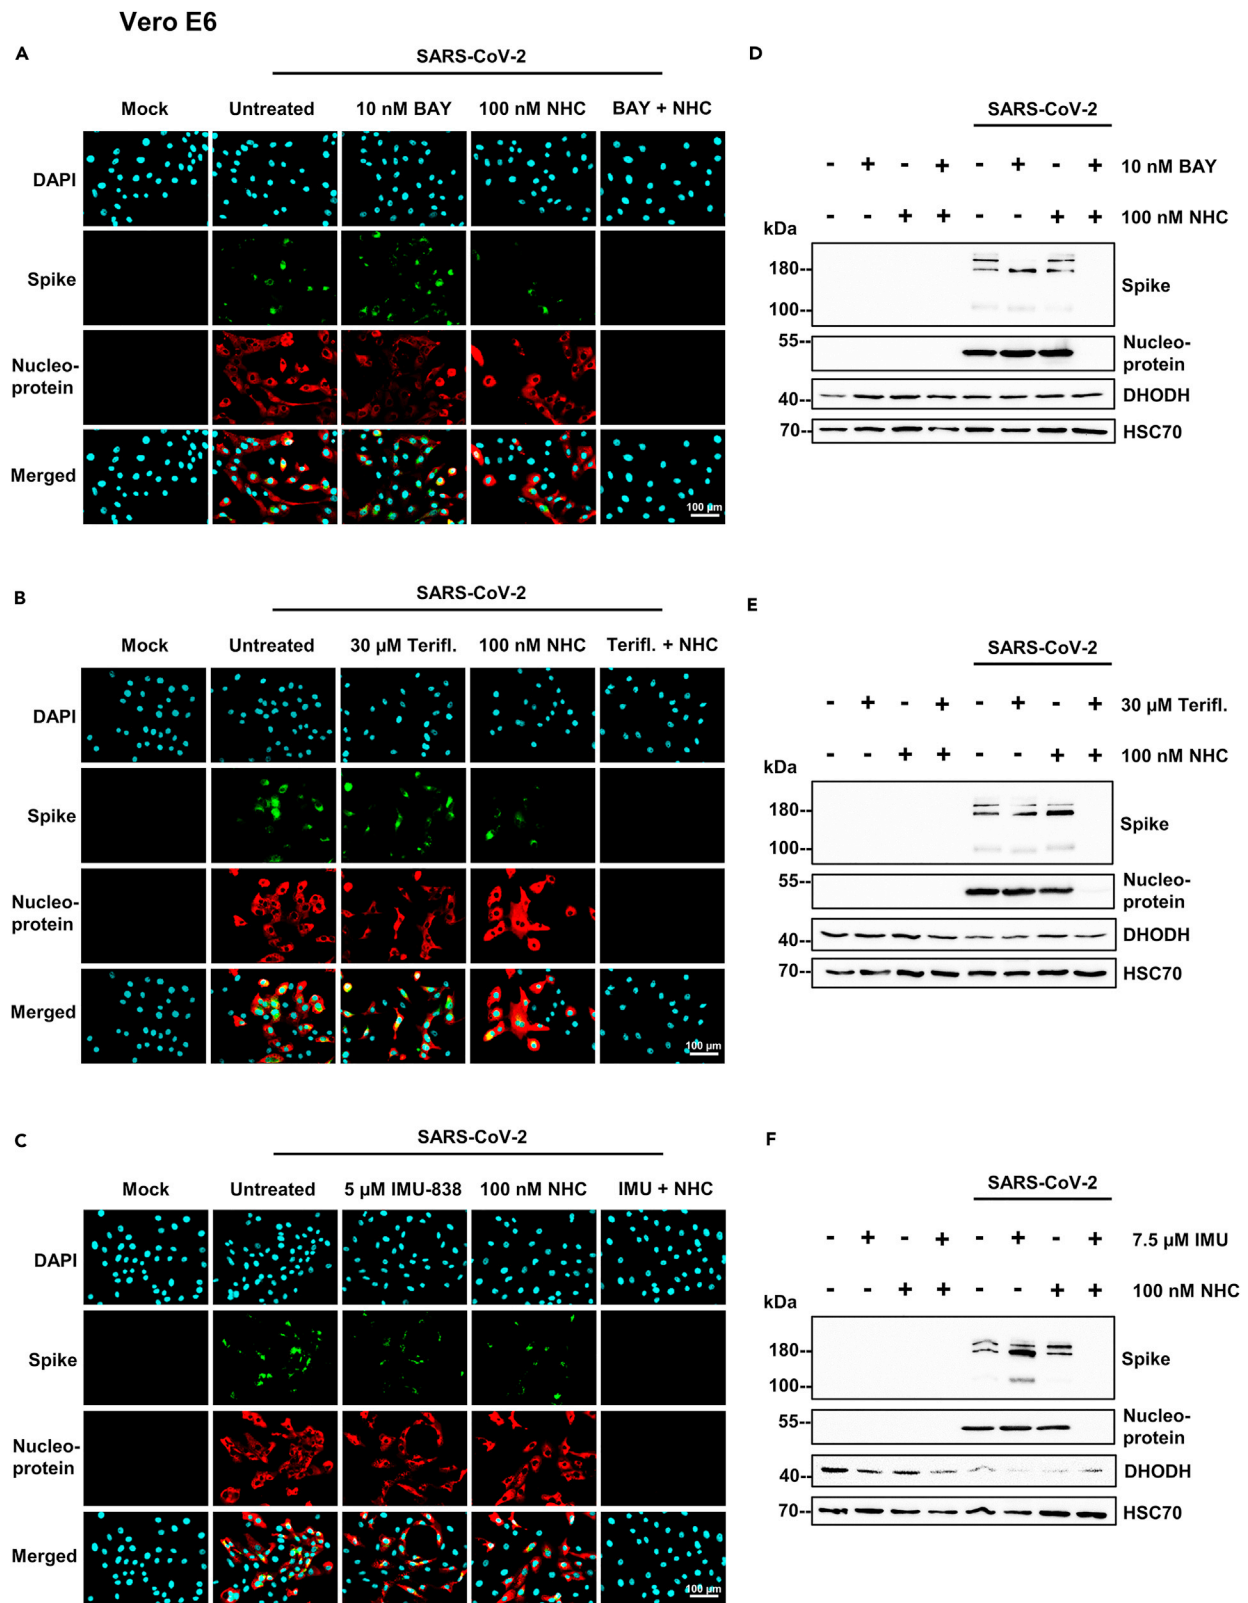 Vero E6
A
SARS-CoV-2
Mock Untreated 10 nM BAY 100 nM NHC BAY + NHC
DAPI
Spike
Nucleo-
protein
Merged
100 µm
D
SARS-CoV-2
- + - + - + - + 10 nM BAY
- - + + - - + + 100 nM NHC
kDa
180--
100--
Spike
55--
Nucleo-
protein
40-- DHODH
70-- HSC70
B
SARS-CoV-2
Mock Untreated 30 µM Terifl. 100 nM NHC Terifl. + NHC
DAPI
Spike
Nucleo-
protein
Merged
100 µm
E
SARS-CoV-2
- + - + - + - + 30 µM Terifl.
- - + + - - + + 100 nM NHC
kDa
180--
100--
Spike
55--
Nucleo-
protein
40-- DHODH
70-- HSC70
C
SARS-CoV-2
Mock Untreated 5 µM IMU-838 100 nM NHC IMU + NHC
DAPI
Spike
Nucleo-
protein
Merged
100 µm
F
SARS-CoV-2
- + - + - + - + 7.5 µM IMU
- - + + - - + + 100 nM NHC
kDa
180--
100--
Spike
55--
Nucleo-
protein
40-- DHODH
70-- HSC70